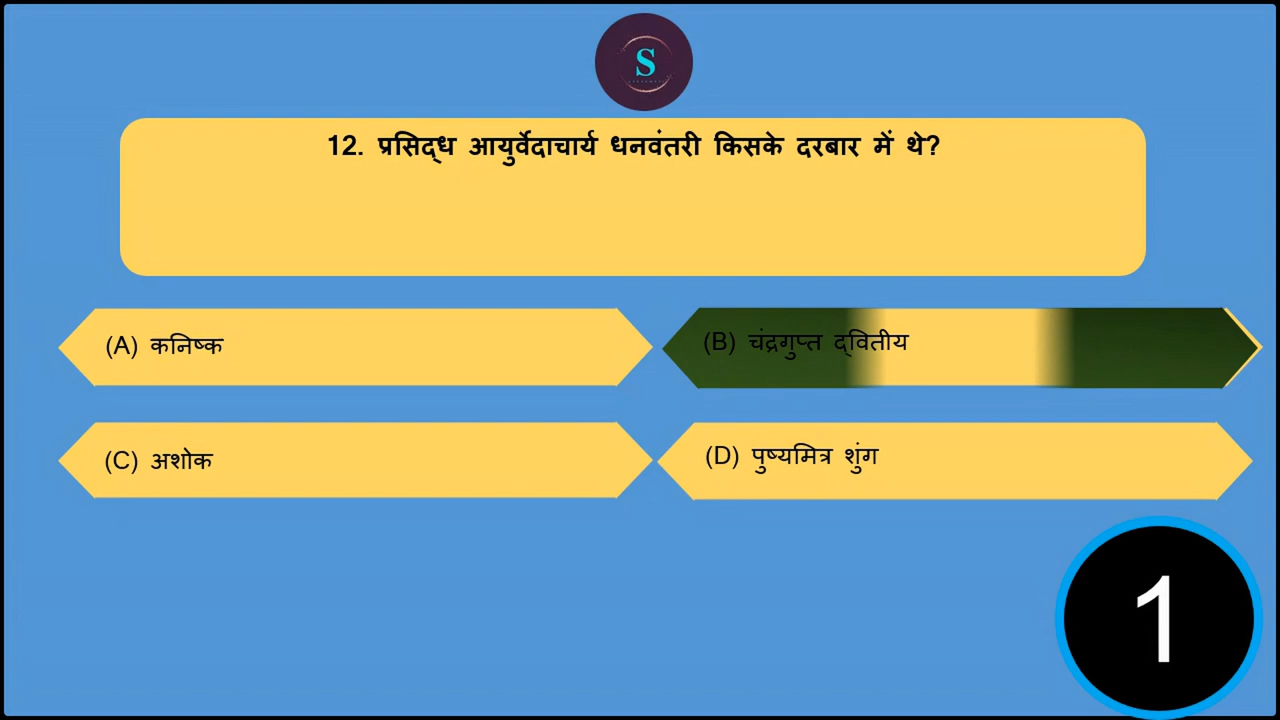 S
12. प्रसिद्ध आयुर्वेदाचार्य धनवंतरी किसके दरबार में थे?
(A) कनिष्क
(B) चंद्रगुप्त द्वितीय
(C) अशोक
(D) पुष्यमित्र शुंग
1